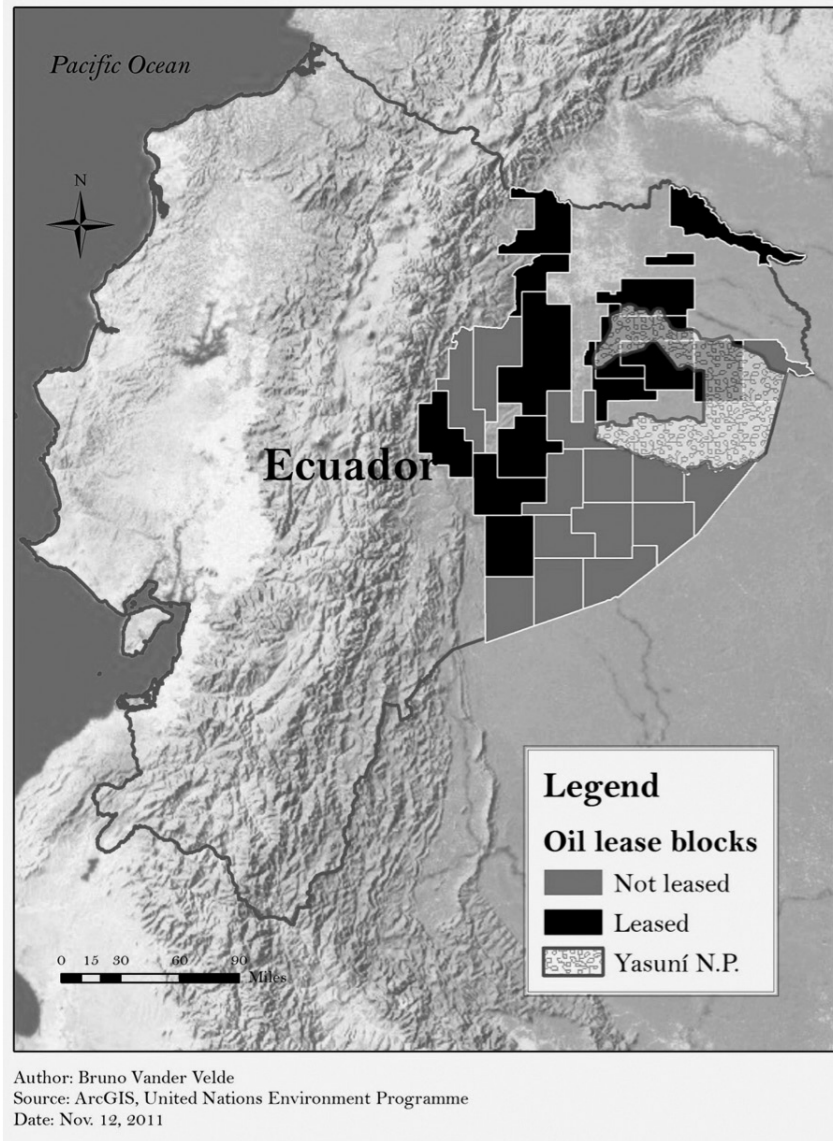 Pacific Ocean
N
Ecuador
Legend
Oil lease blocks
Not leased
Leased
Yasuní N.P.
0 15 30 60 90
Miles
Author: Bruno Vander Velde
Source: ArcGIS, United Nations Environment Programme
Date: Nov. 12, 2011